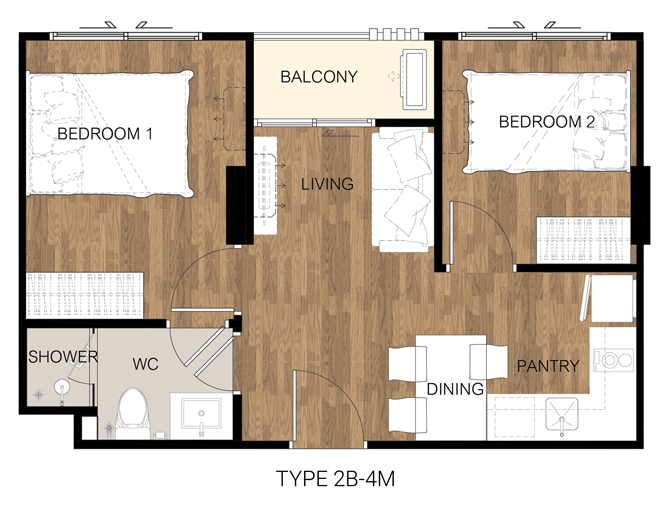 BALCONY
BEDROOM 1
BEDROOM 2
LIVING
SHOWER
WC
PANTRY
DINING
TYPE 2B-4M